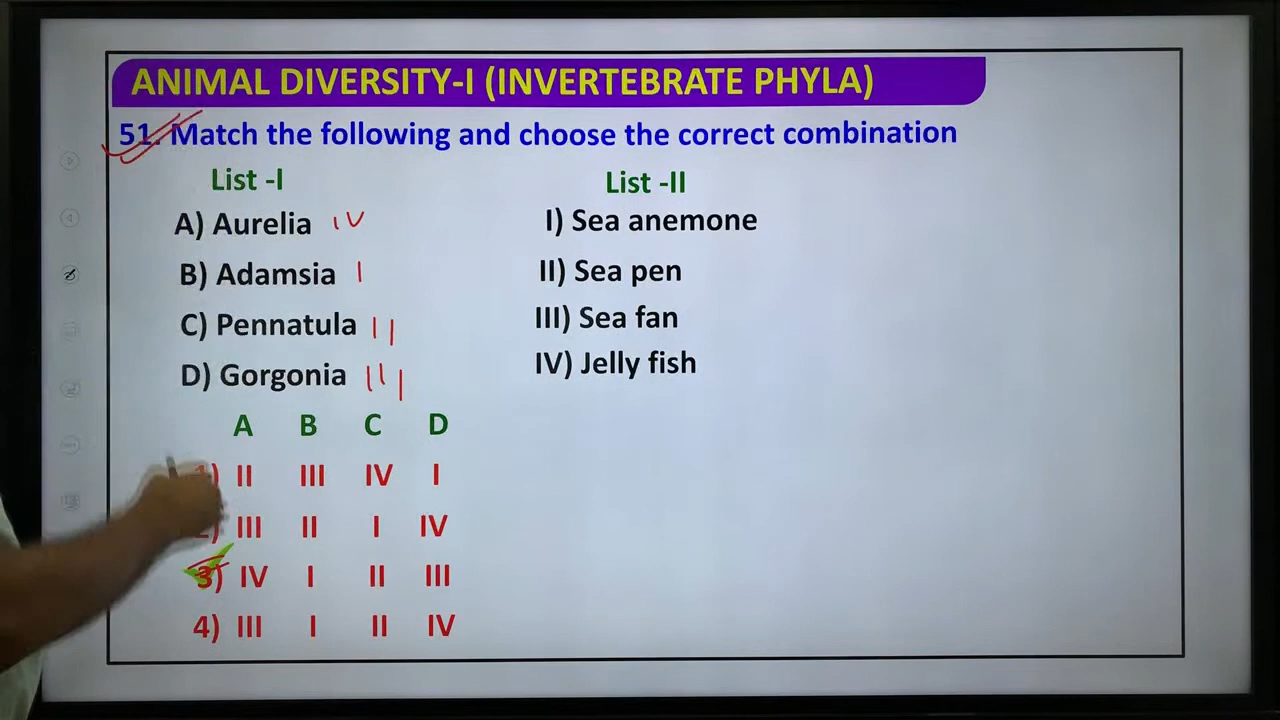 ANIMAL DIVERSITY-I (INVERTEBRATE PHYLA)
51. Match the following and choose the correct combination
List -I List -II
A) Aurelia IV I) Sea anemone
B) Adamsia I II) Sea pen
C) Pennatula II III) Sea fan
D) Gorgonia III IV) Jelly fish
A B C D
1) II III IV I
2) III II I IV
3) IV I II III
4) III I II IV